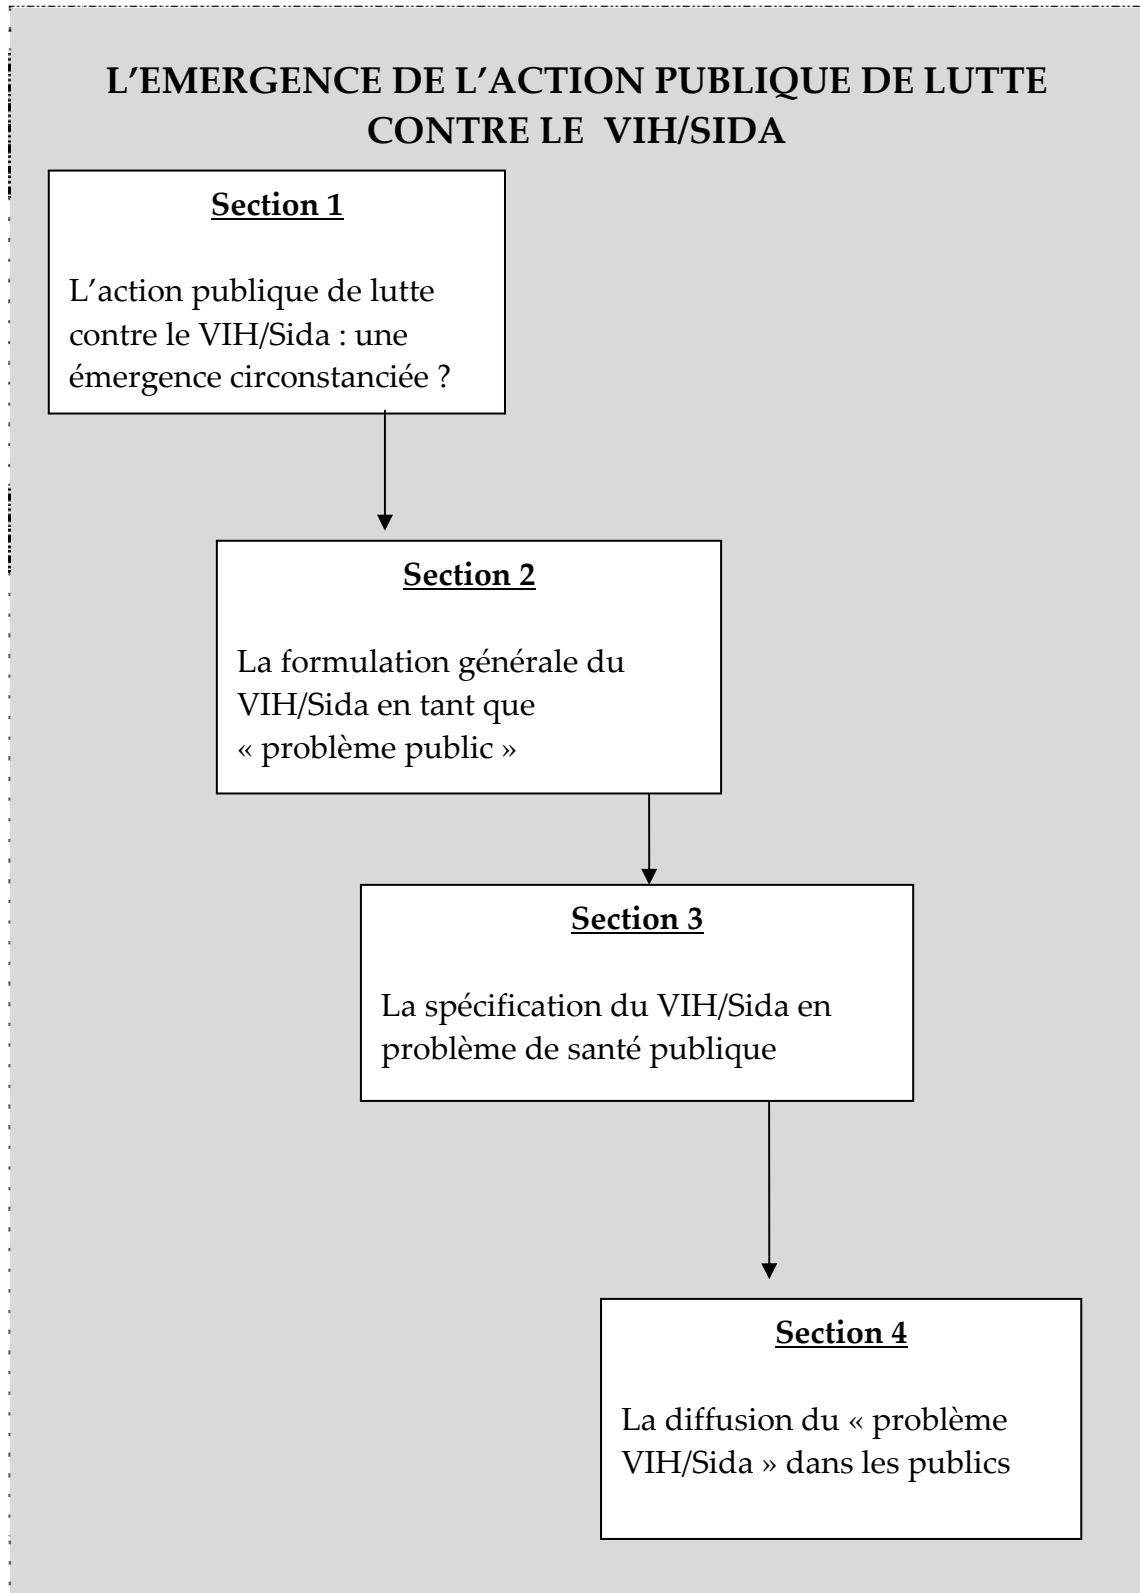 L’EMERGENCE DE L’ACTION PUBLIQUE DE LUTTE
CONTRE LE VIH/SIDA
Section 1
L’action publique de lutte
contre le VIH/Sida : une
émergence circonstanciée ?
Section 2
La formulation générale du
VIH/Sida en tant que
« problème public »
Section 3
La spécification du VIH/Sida en
problème de santé publique
Section 4
La diffusion du « problème
VIH/Sida » dans les publics